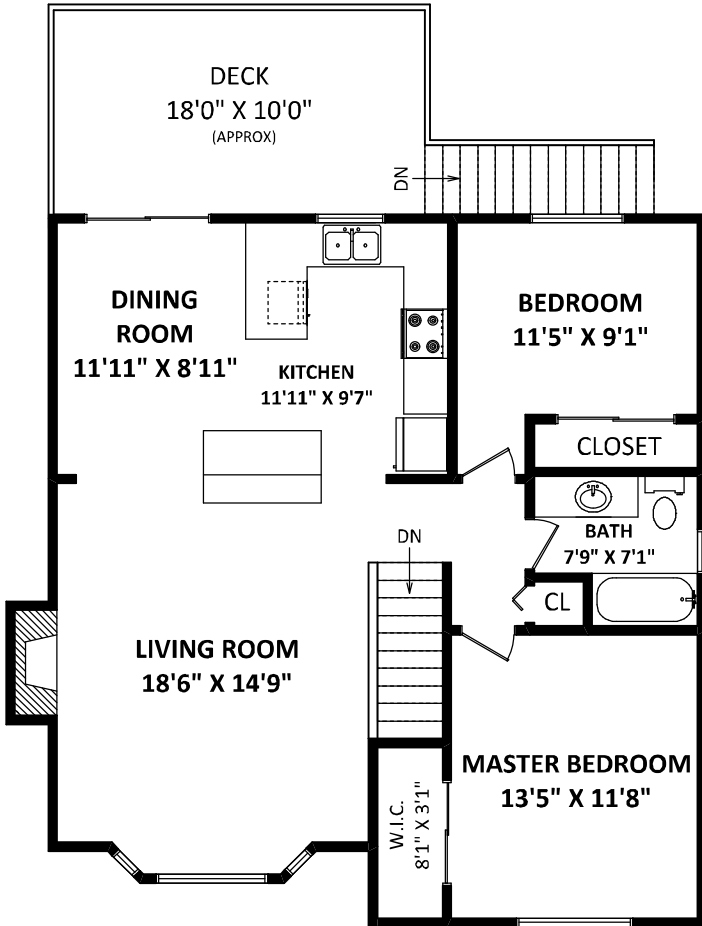 DECK
18'0" X 10'0"
(APPROX)
DN
DINING
ROOM
11'11" X 8'11"
KITCHEN
11'11" X 9'7"
BEDROOM
11'5" X 9'1"
CLOSET
BATH
7'9" X 7'1"
DN
CL
LIVING ROOM
18'6" X 14'9"
MASTER BEDROOM
13'5" X 11'8"
W.I.C.
8'1" X 3'1"